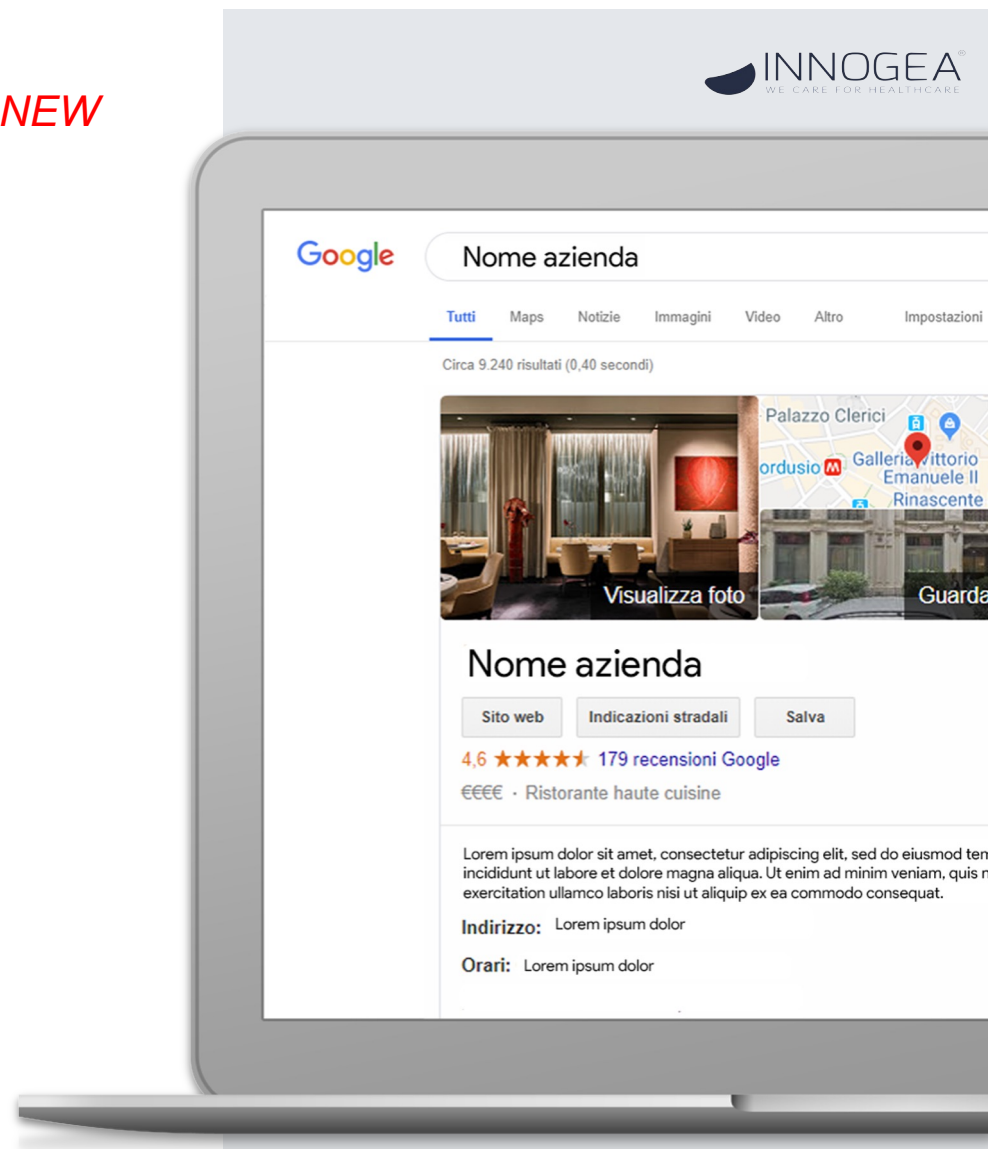 INNOGEA®
WE CARE FOR HEALTHCARE
NEW
Google
Nome azienda
Tutti Maps Notizie Immagini Video Altro Impostazioni
Circa 9.240 risultati (0,40 secondi)
Palazzo Clerici
ordusio M Galleria Vittorio
Emanuele II
Rinascente
Visualizza foto
Guarda
Nome azienda
Sito web Indicazioni stradali Salva
4,6 179 recensioni Google
€€€€ · Ristorante haute cuisine
Lorem ipsum dolor sit amet, consectetur adipiscing elit, sed do eiusmod tem
incididunt ut labore et dolore magna aliqua. Ut enim ad minim veniam, quis n
exercitation ullamco laboris nisi ut aliquip ex ea commodo consequat.
Indirizzo: Lorem ipsum dolor
Orari: Lorem ipsum dolor